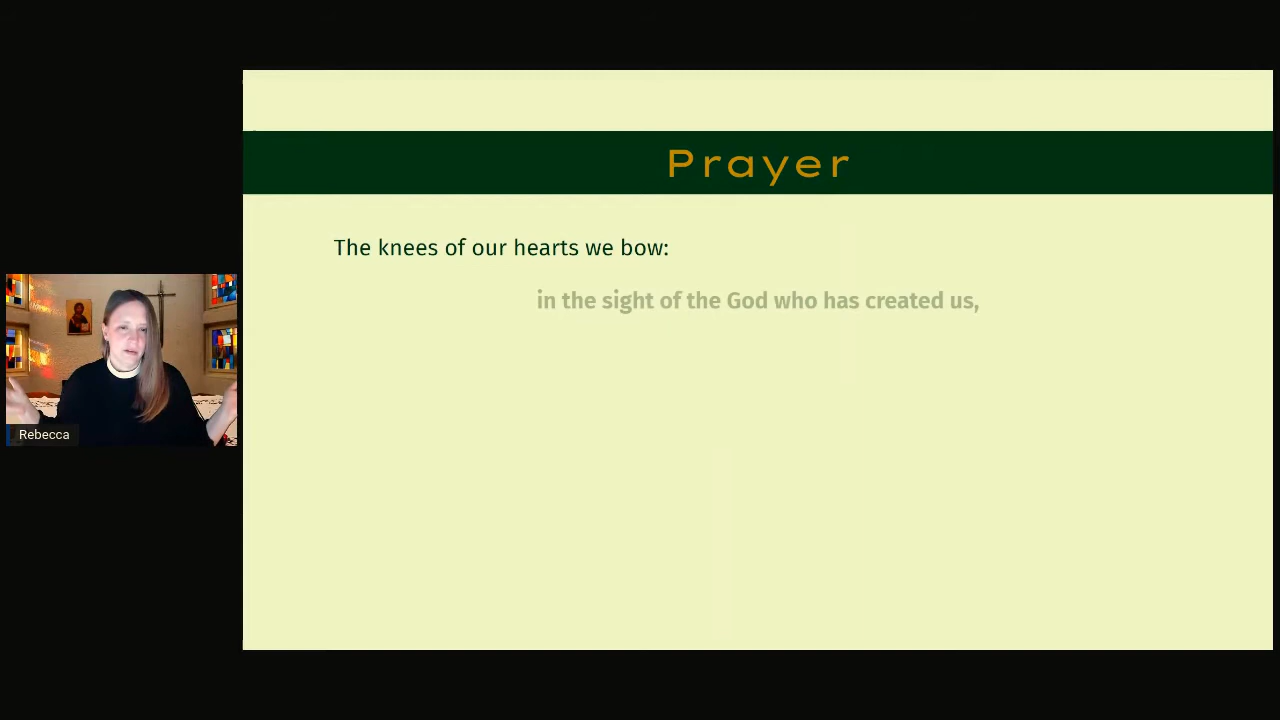 Prayer
The knees of our hearts we bow:
in the sight of the God who has created us,
Rebecca